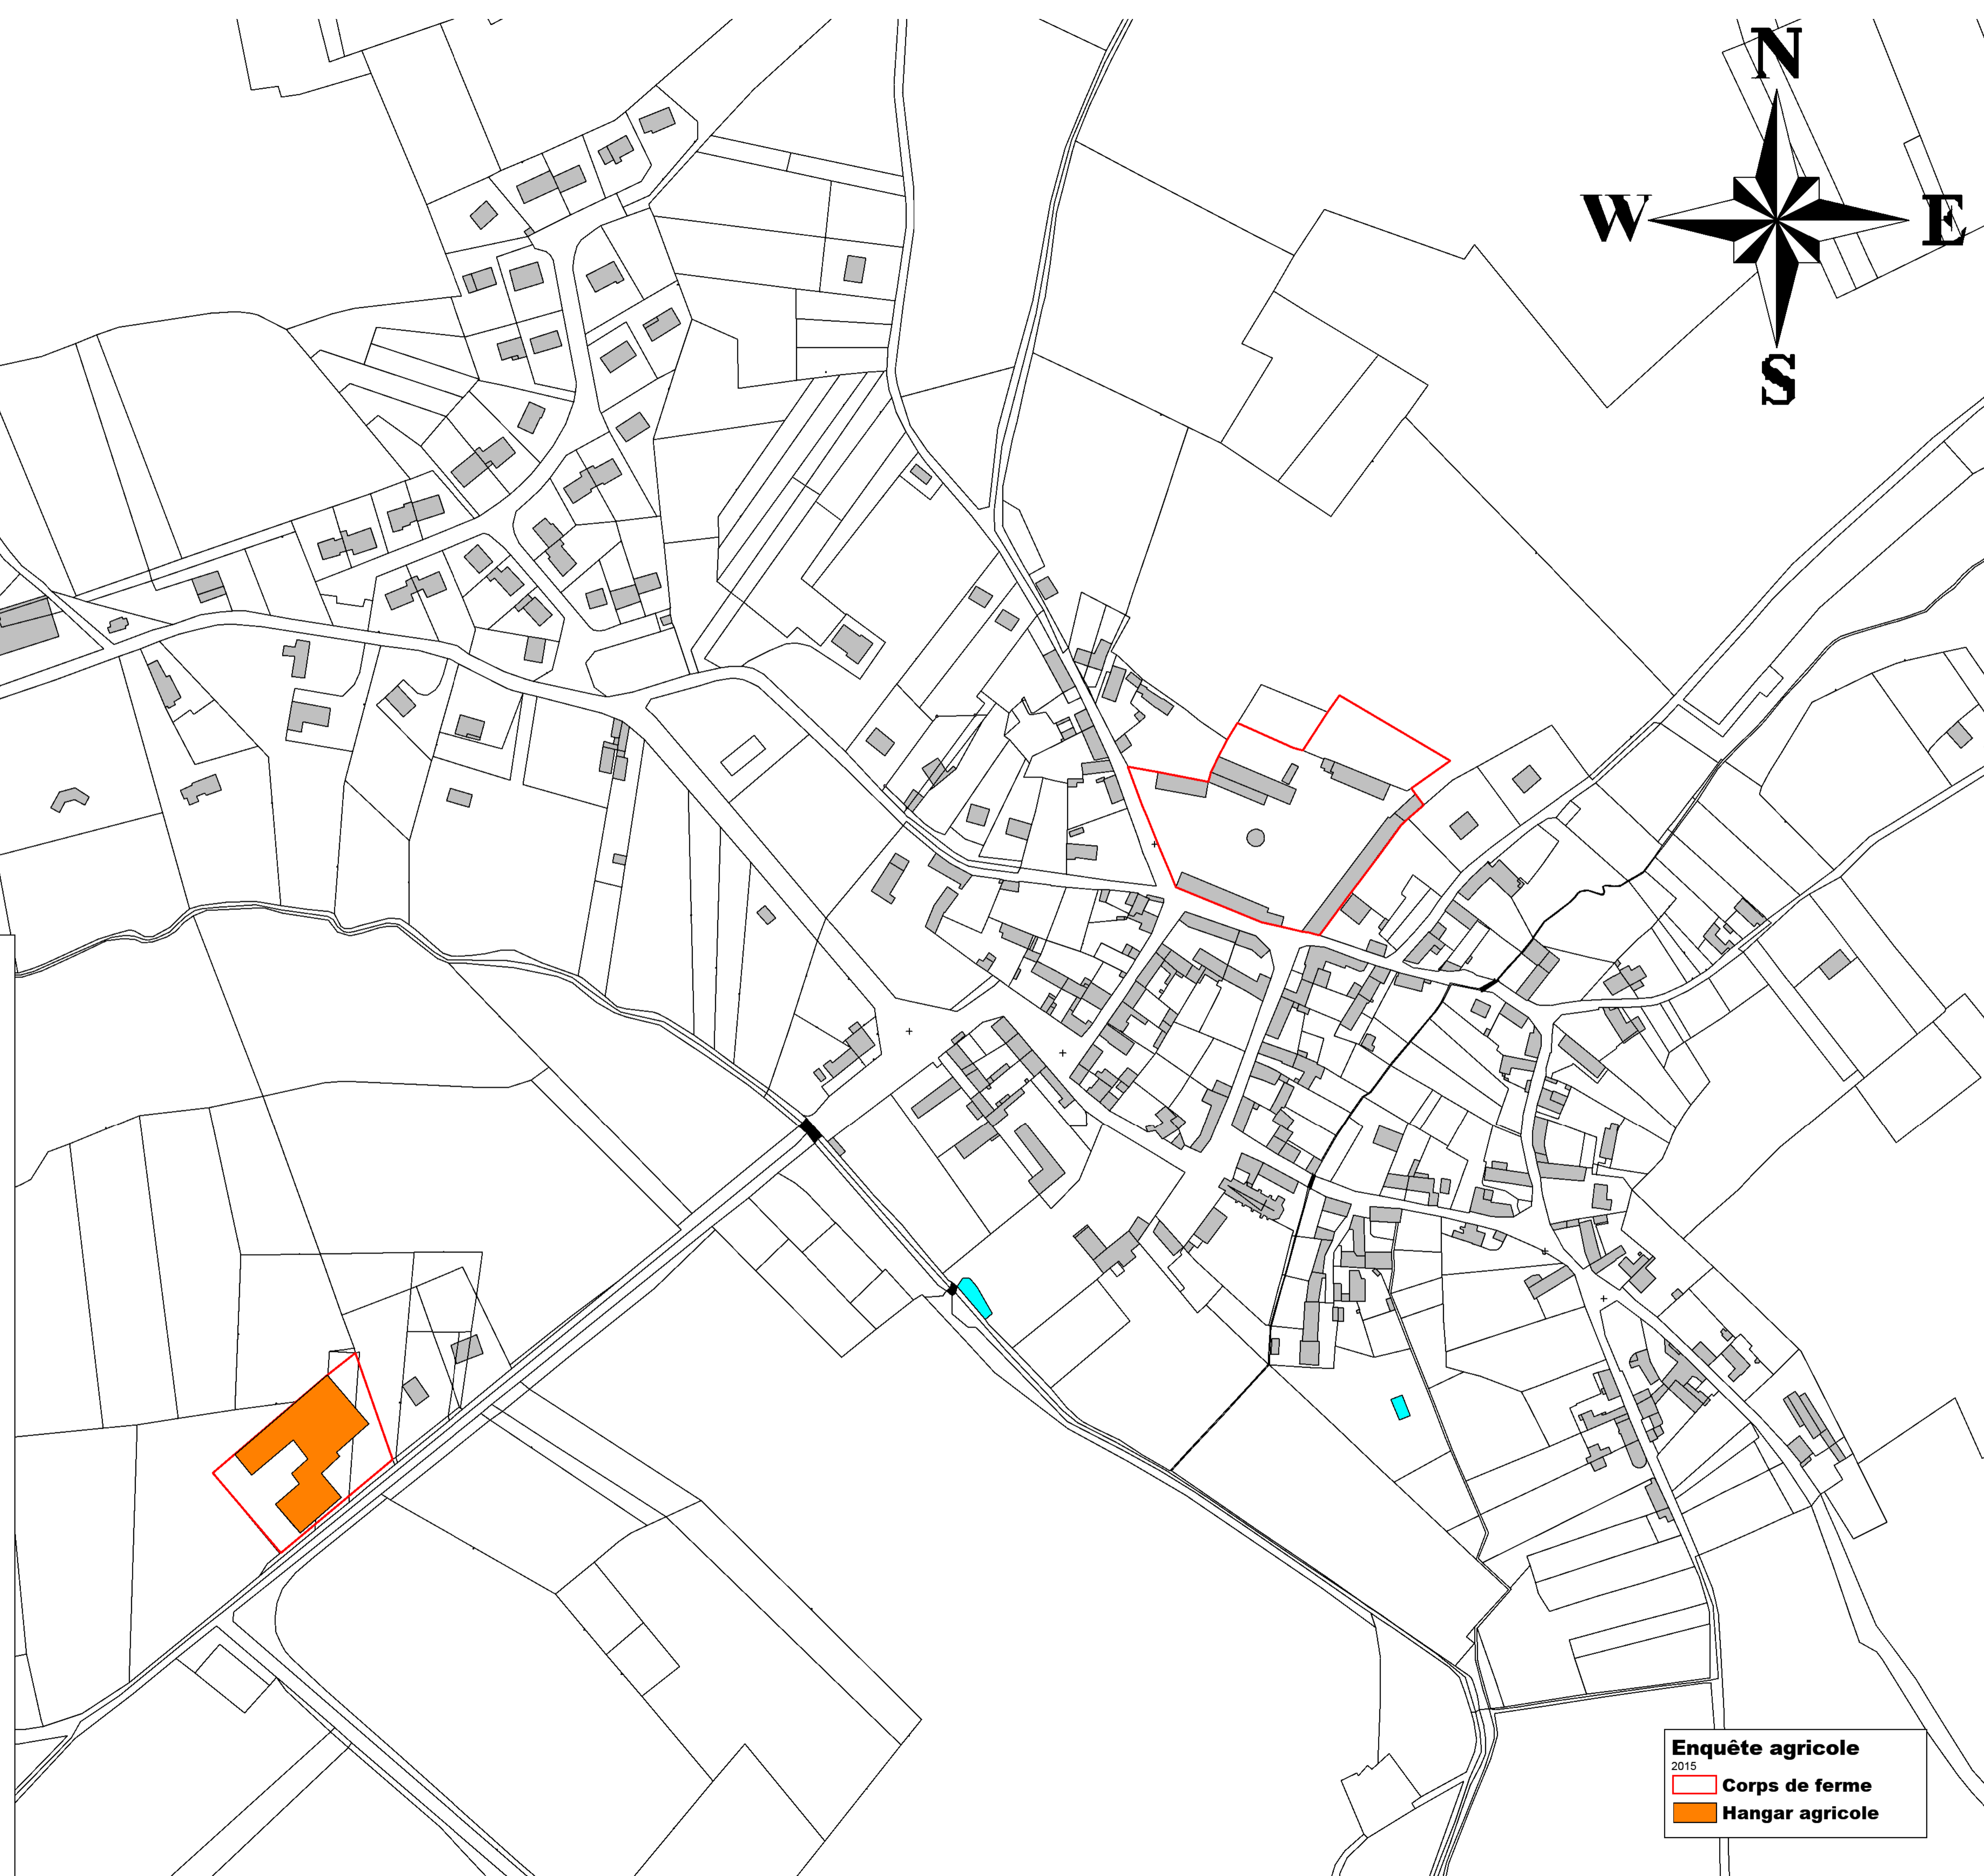 N
W E
S
Enquête agricole
2015
Corps de ferme
Hangar agricole